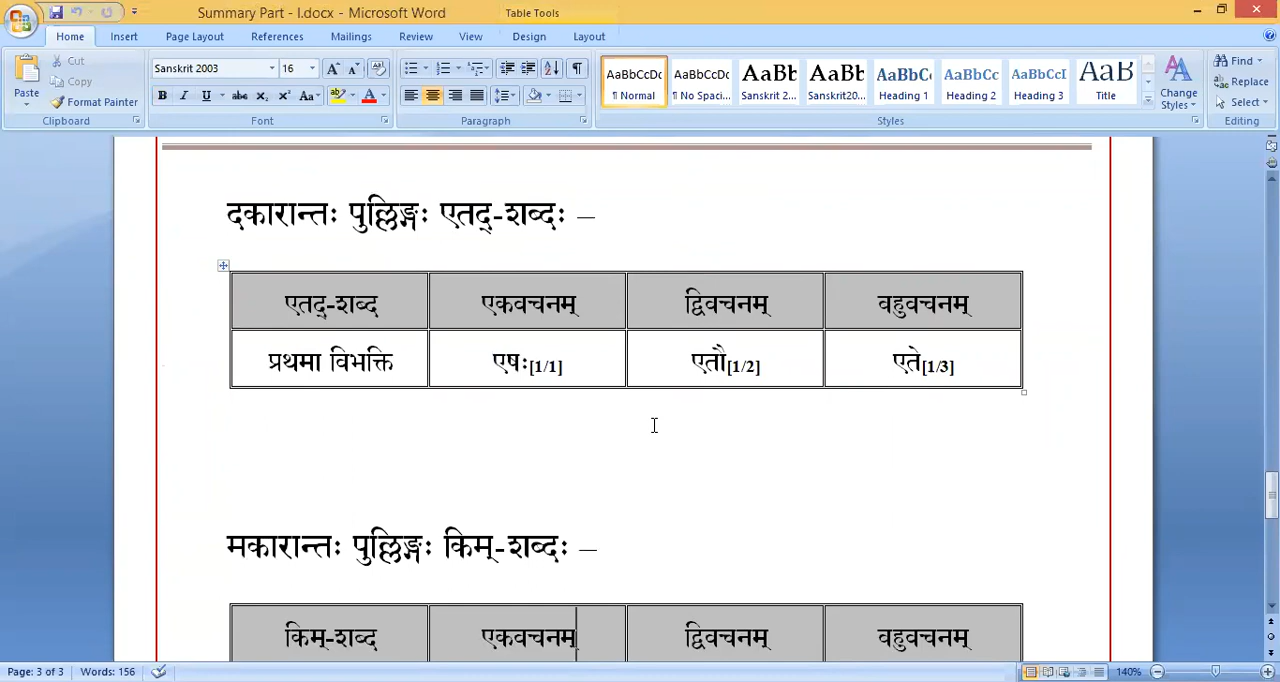 Summary Part - I.docx - Microsoft Word
Table Tools
Home Insert Page Layout References Mailings Review View Design Layout
Paste
Cut
Copy
Format Painter
Clipboard
Sanskrit 2003 16
Font
Paragraph
AaBbCcDc AaBbCcDc AaBb( AaBb( AaBbC( AaBbCc AaBbCcI AaB
¶ Normal ¶ No Spaci... Sanskrit 2... Sanskrit20... Heading 1 Heading 2 Heading 3 Title
Change Styles
Styles
Find
Replace
Select
Editing
दकारान्तः पुल्लिङ्गः एतद्-शब्दः –
एतद्-शब्द एकवचनम् द्विवचनम् वहुवचनम्
प्रथमा विभक्ति एषः[1/1] एतौ[1/2] एते[1/3]
मकारान्तः पुल्लिङ्गः किम्-शब्दः –
किम्-शब्द एकवचनम् द्विवचनम् वहुवचनम्
Page: 3 of 3 Words: 156 140%